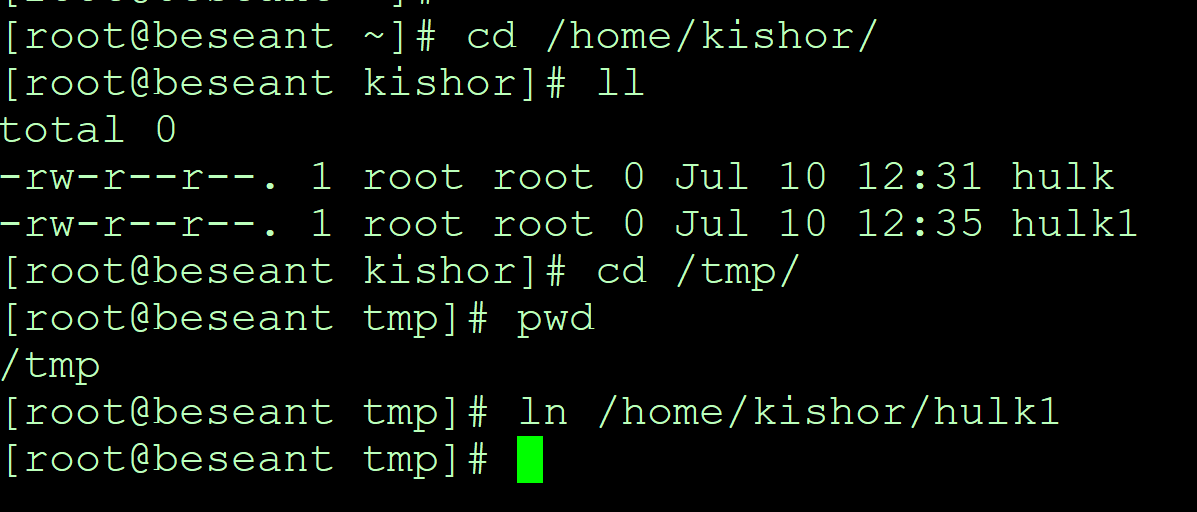 [root@beseant ~]# cd /home/kishor/
[root@beseant kishor]# ll
total 0
-rw-r--r--. 1 root root 0 Jul 10 12:31 hulk
-rw-r--r--. 1 root root 0 Jul 10 12:35 hulk1
[root@beseant kishor]# cd /tmp/
[root@beseant tmp]# pwd
/tmp
[root@beseant tmp]# ln /home/kishor/hulk1
[root@beseant tmp]#